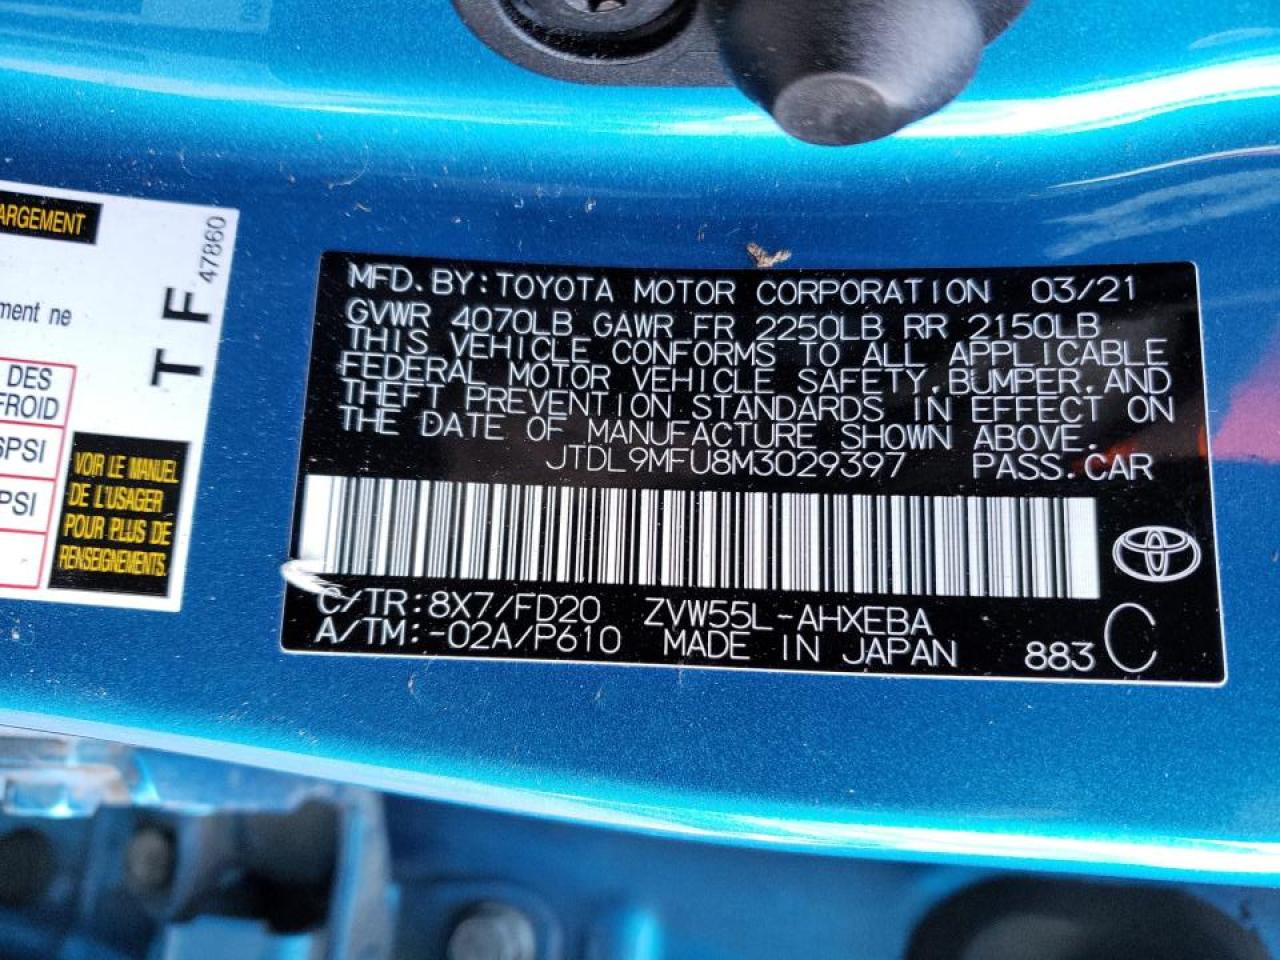 ARGEMENT
ment ne
DES
FROID
PSI
PSI
VOIR LE MANUEL
DE L'USAGER
POUR PLUS DE
RENSEIGNEMENTS.
T F
47860
MFD. BY: TOYOTA MOTOR CORPORATION 03/21
GVWR 4070LB GAWR FR 2250LB RR 2150LB
THIS VEHICLE CONFORMS TO ALL APPLICABLE
FEDERAL MOTOR VEHICLE SAFETY, BUMPER, AND
THEFT PREVENTION STANDARDS IN EFFECT ON
THE DATE OF MANUFACTURE SHOWN ABOVE.
JTDL9MFU8M3029397 PASS. CAR
C/TR: 8X7/FD20 ZVW55L-AHXEBA
A/TM: -02A/P610 MADE IN JAPAN 883 C